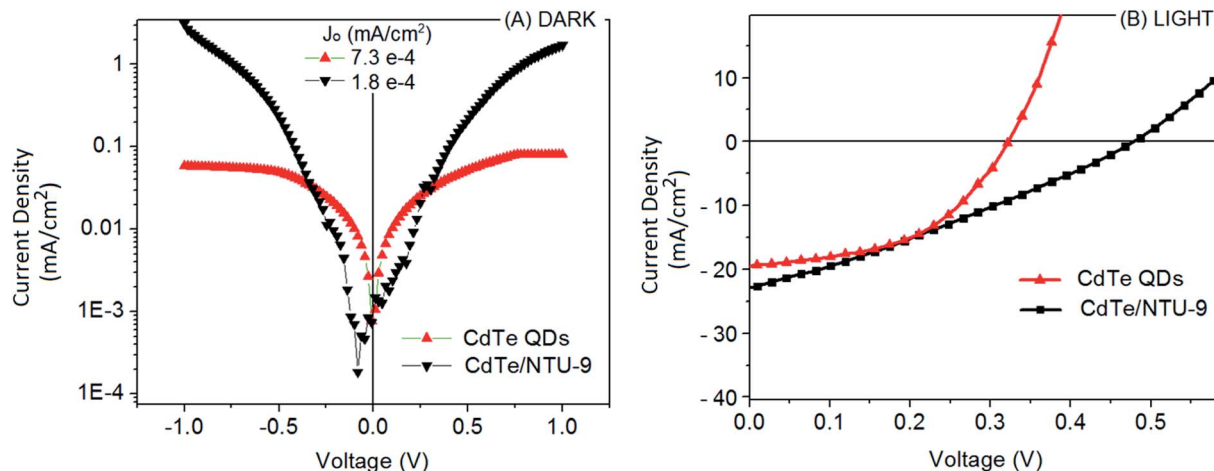 (A) DARK
Jₒ (mA/cm²)
7.3 e-4
1.8 e-4
1
0.1
0.01
1E-3
1E-4
Current Density
(mA/cm²)
CdTe QDs
CdTe/NTU-9
-1.0 -0.5 0.0 0.5 1.0
Voltage (V)
(B) LIGHT
10
0
- 10
- 20
- 30
- 40
Current Density
(mA/cm²)
CdTe QDs
CdTe/NTU-9
0.0 0.1 0.2 0.3 0.4 0.5
Voltage (V)